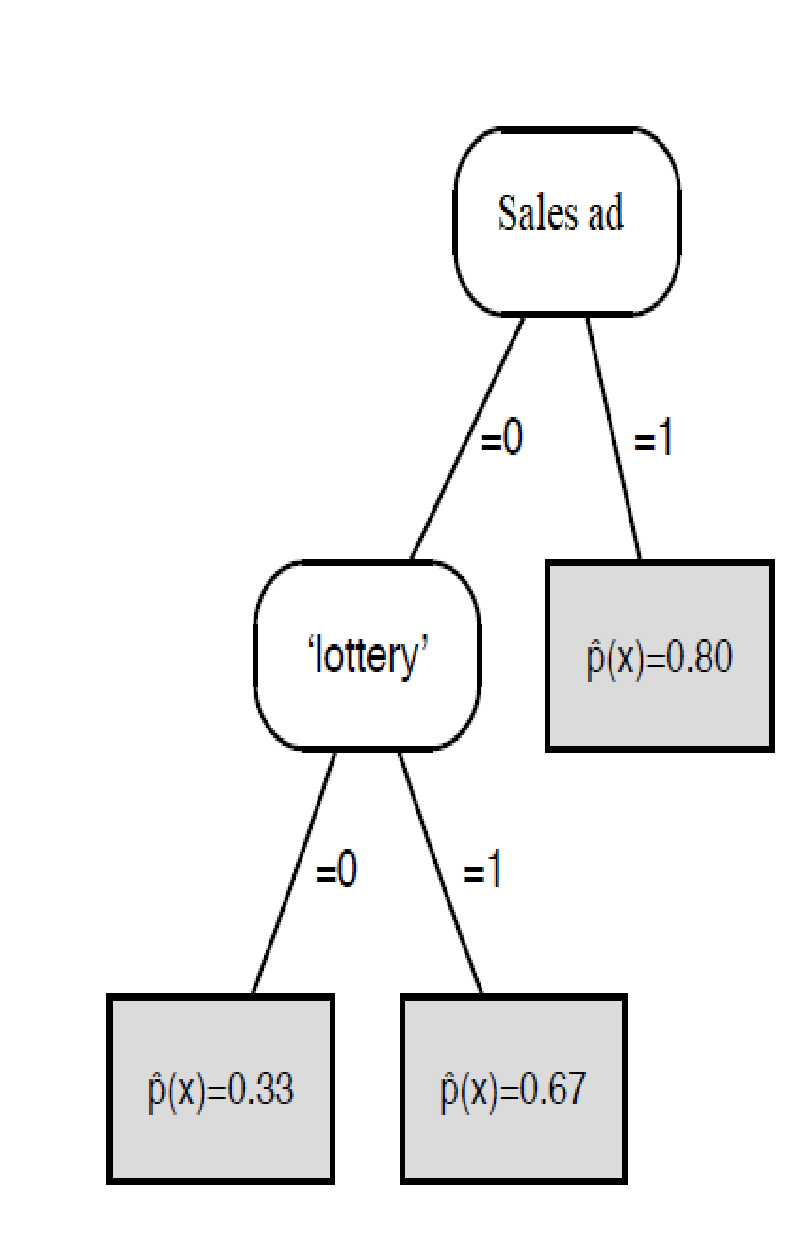 Sales ad
=0
=1
‘lottery’
p̂(x)=0.80
=0
=1
p̂(x)=0.33
p̂(x)=0.67